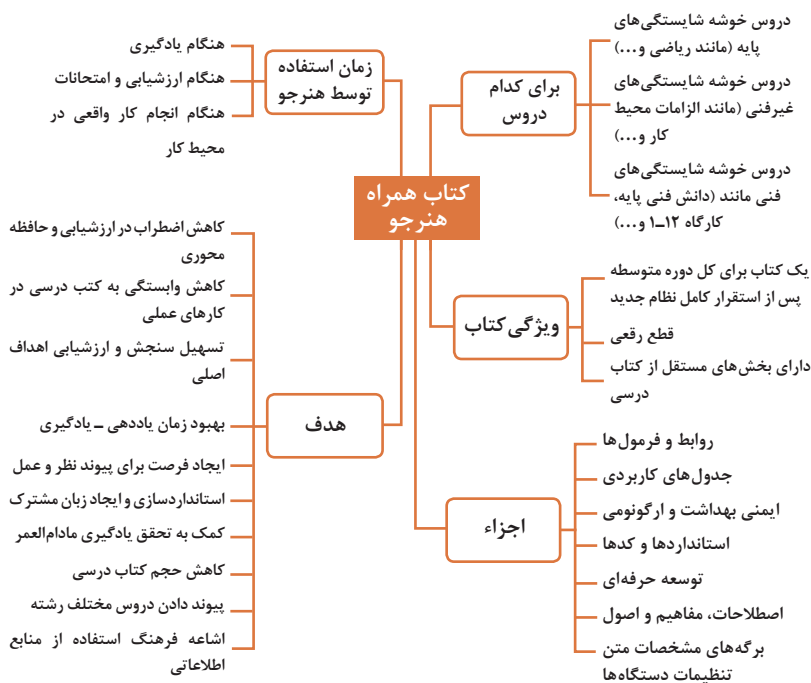 کتاب همراه
هنرجو
برای کدام
دروس
دروس خوشه شایستگی‌های
پایه (مانند ریاضی و...)
دروس خوشه شایستگی‌های
غیرفنی (مانند الزامات محیط
کار و...)
دروس خوشه شایستگی‌های
فنی مانند (دانش فنی پایه،
کارگاه ۱۲ـ۱ و...)
ویژگی کتاب
یک کتاب برای کل دوره متوسطه
پس از استقرار کامل نظام جدید
قطع رقعی
دارای بخش‌های مستقل از کتاب
درسی
اجزاء
روابط و فرمول‌ها
جدول‌های کاربردی
ایمنی بهداشت و ارگونومی
استانداردها و کدها
توسعه حرفه‌ای
اصطلاحات، مفاهیم و اصول
برگه‌های مشخصات متن
تنظیمات دستگاه‌ها
زمان استفاده
توسط هنرجو
هنگام یادگیری
هنگام ارزشیابی و امتحانات
هنگام انجام کار واقعی در
محیط کار
هدف
کاهش اضطراب در ارزشیابی و حافظه
محوری
کاهش وابستگی به کتب درسی در
کارهای عملی
تسهیل سنجش و ارزشیابی اهداف
اصلی
بهبود زمان یاددهی ـ یادگیری
ایجاد فرصت برای پیوند نظر و عمل
استانداردسازی و ایجاد زبان مشترک
کمک به تحقق یادگیری مادام‌العمر
کاهش حجم کتاب درسی
پیوند دادن دروس مختلف رشته
اشاعه فرهنگ استفاده از منابع
اطلاعاتی